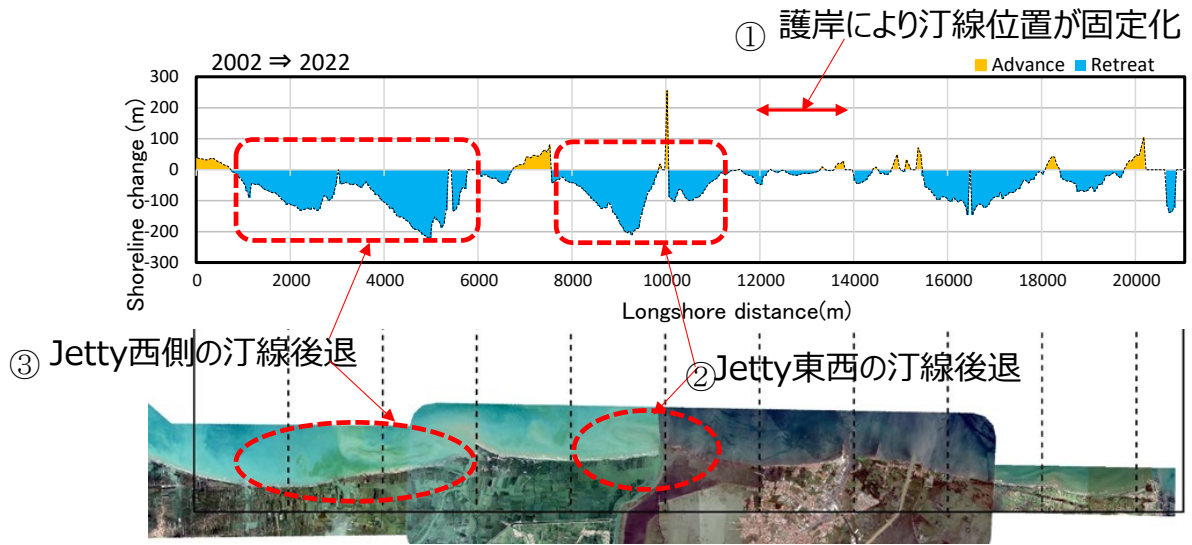 ① 護岸により汀線位置が固定化
2002 ⇒ 2022
Advance Retreat
300
200
100
0
-100
-200
-300
Shoreline change (m)
0 2000 4000 6000 8000 10000 12000 14000 16000 18000 20000
Longshore distance(m)
③ Jetty西側の汀線後退
②Jetty東西の汀線後退